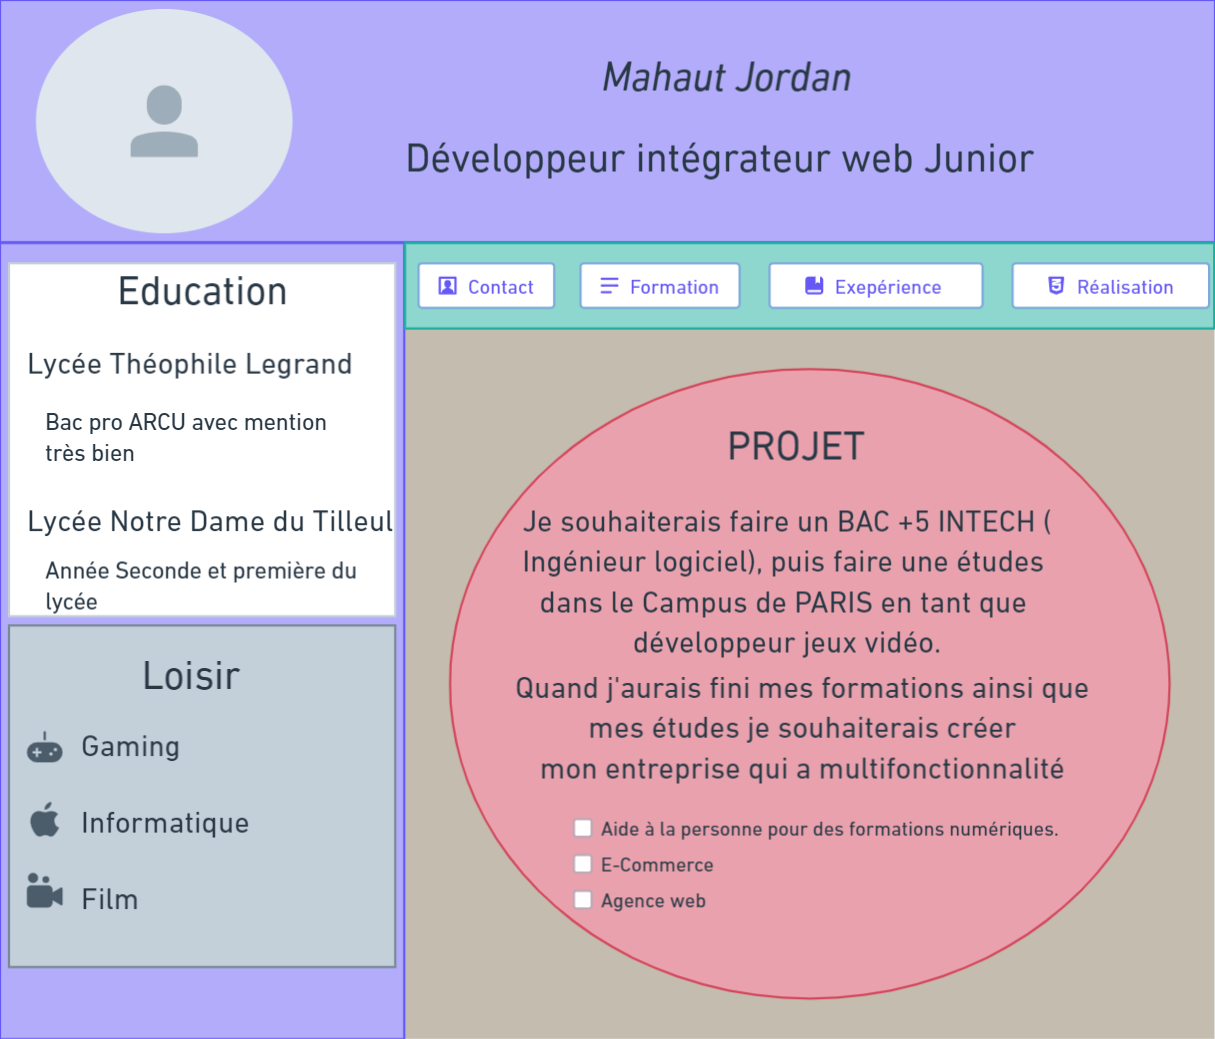 Mahaut Jordan
Développeur intégrateur web Junior
Contact
Formation
Exepérience
Réalisation
Education
Lycée Théophile Legrand
Bac pro ARCU avec mention
très bien
Lycée Notre Dame du Tilleul
Année Seconde et première du
lycée
Loisir
Gaming
Informatique
Film
PROJET
Je souhaiterais faire un BAC +5 INTECH (
Ingénieur logiciel), puis faire une études
dans le Campus de PARIS en tant que
développeur jeux vidéo.
Quand j'aurais fini mes formations ainsi que
mes études je souhaiterais créer
mon entreprise qui a multifonctionnalité
Aide à la personne pour des formations numériques.
E-Commerce
Agence web